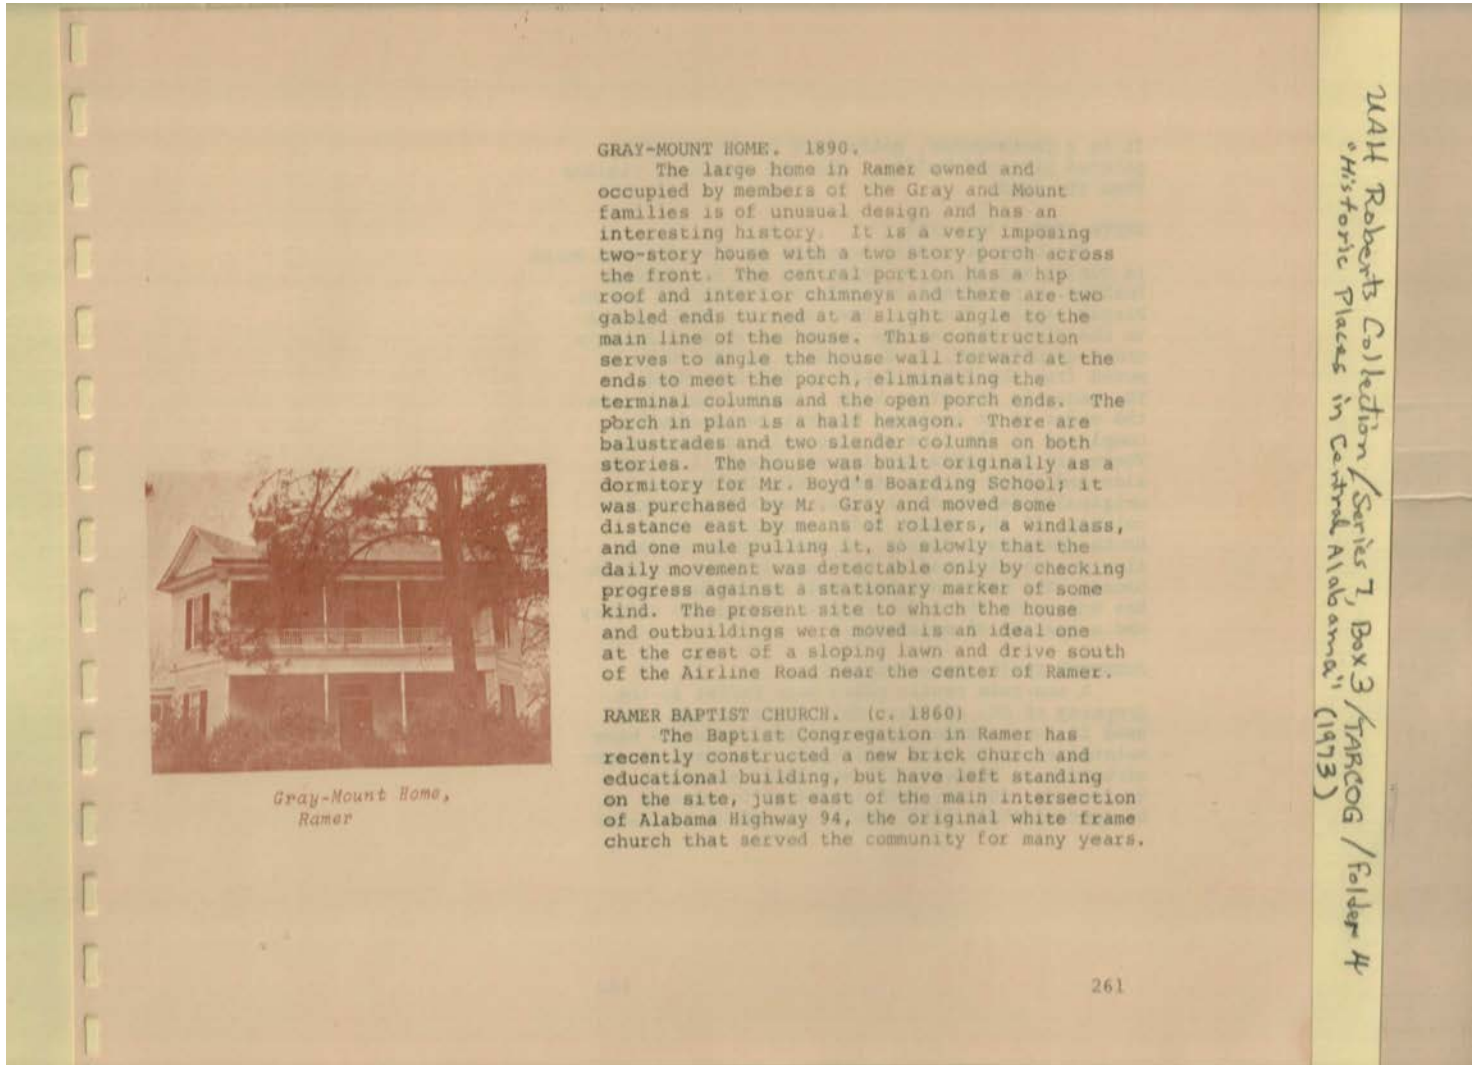 GRAY-MOUNT HOME. 1890.
The large home in Ramer owned and
occupied by members of the Gray and Mount
families is of unusual design and has an
interesting history. It is a very imposing
two-story house with a two story porch across
the front. The central portion has a hip
roof and interior chimneys and there are two
gabled ends turned at a slight angle to the
main line of the house. This construction
serves to angle the house wall forward at the
ends to meet the porch, eliminating the
terminal columns and the open porch ends. The
porch in plan is a half hexagon. There are
balustrades and two slender columns on both
stories. The house was built originally as a
dormitory for Mr. Boyd's Boarding School; it
was purchased by Mr. Gray and moved some
distance east by means of rollers, a windlass,
and one mule pulling it, so slowly that the
daily movement was detectable only by checking
progress against a stationary marker of some
kind. The present site to which the house
and outbuildings were moved is an ideal one
at the crest of a sloping lawn and drive south
of the Airline Road near the center of Ramer.
RAMER BAPTIST CHURCH. (c. 1860)
The Baptist Congregation in Ramer has
recently constructed a new brick church and
educational building, but have left standing
on the site, just east of the main intersection
of Alabama Highway 94, the original white frame
church that served the community for many years.
Gray-Mount Home,
Ramer
261
UAH Roberts Collection/Series 7, Box 3/TARCOG/Folder 4
"Historic Places in Central Alabama" (1973)